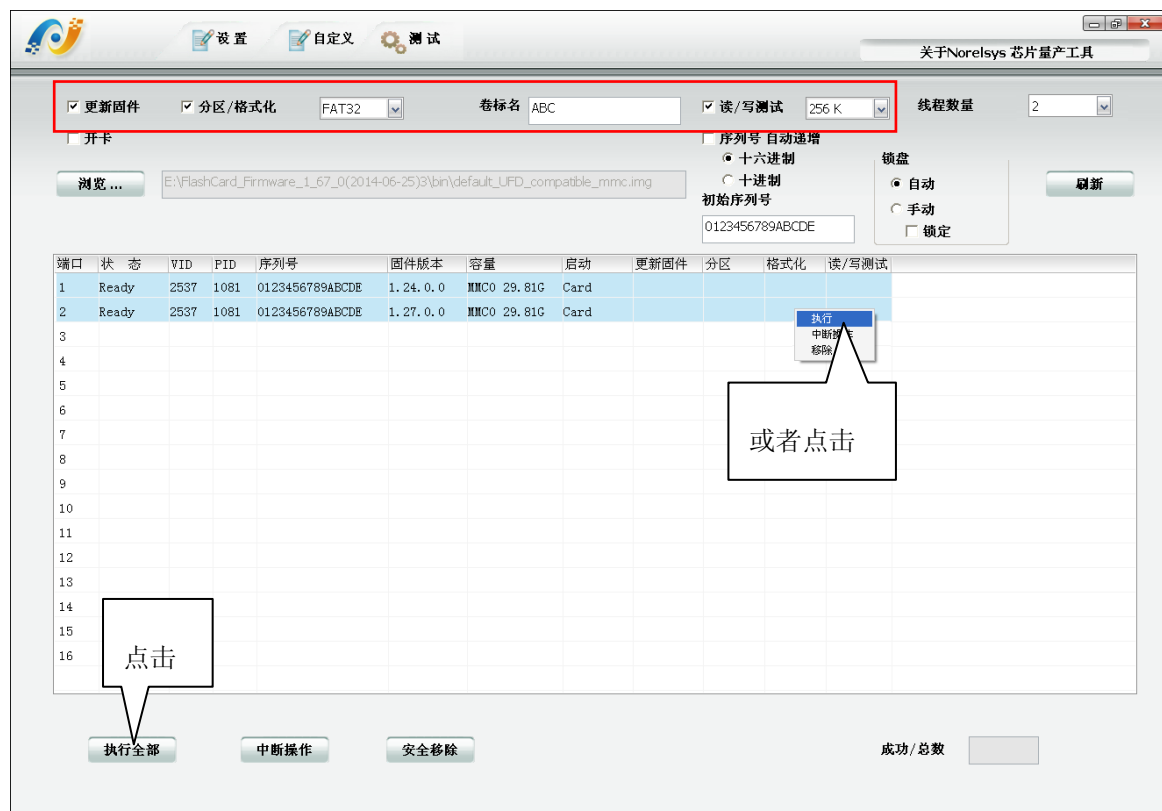 设置 自定义 测试
关于Norelsys 芯片量产工具
更新固件 分区/格式化 FAT32 卷标名 ABC 读/写测试 256 K 线程数量 2
开卡 序列号 自动递增
十六进制 锁盘
浏览 ... E:\FlashCard_Firmware_1_67_0(2014-06-25)3\bin\default_UFD_compatible_mmc.img 十进制 自动 刷新
初始序列号 手动
0123456789ABCDE 锁定
端口 状 态 VID PID 序列号 固件版本 容量 启动 更新固件 分区 格式化 读/写测试
1 Ready 2537 1081 0123456789ABCDE 1.24.0.0 MMC0 29.81G Card
2 Ready 2537 1081 0123456789ABCDE 1.27.0.0 MMC0 29.81G Card
执行
3 中断操作
4 移除
5
6
7 或者点击
8
9
10
11
12
13
14
15
16 点击
执行全部 中断操作 安全移除 成功/总数